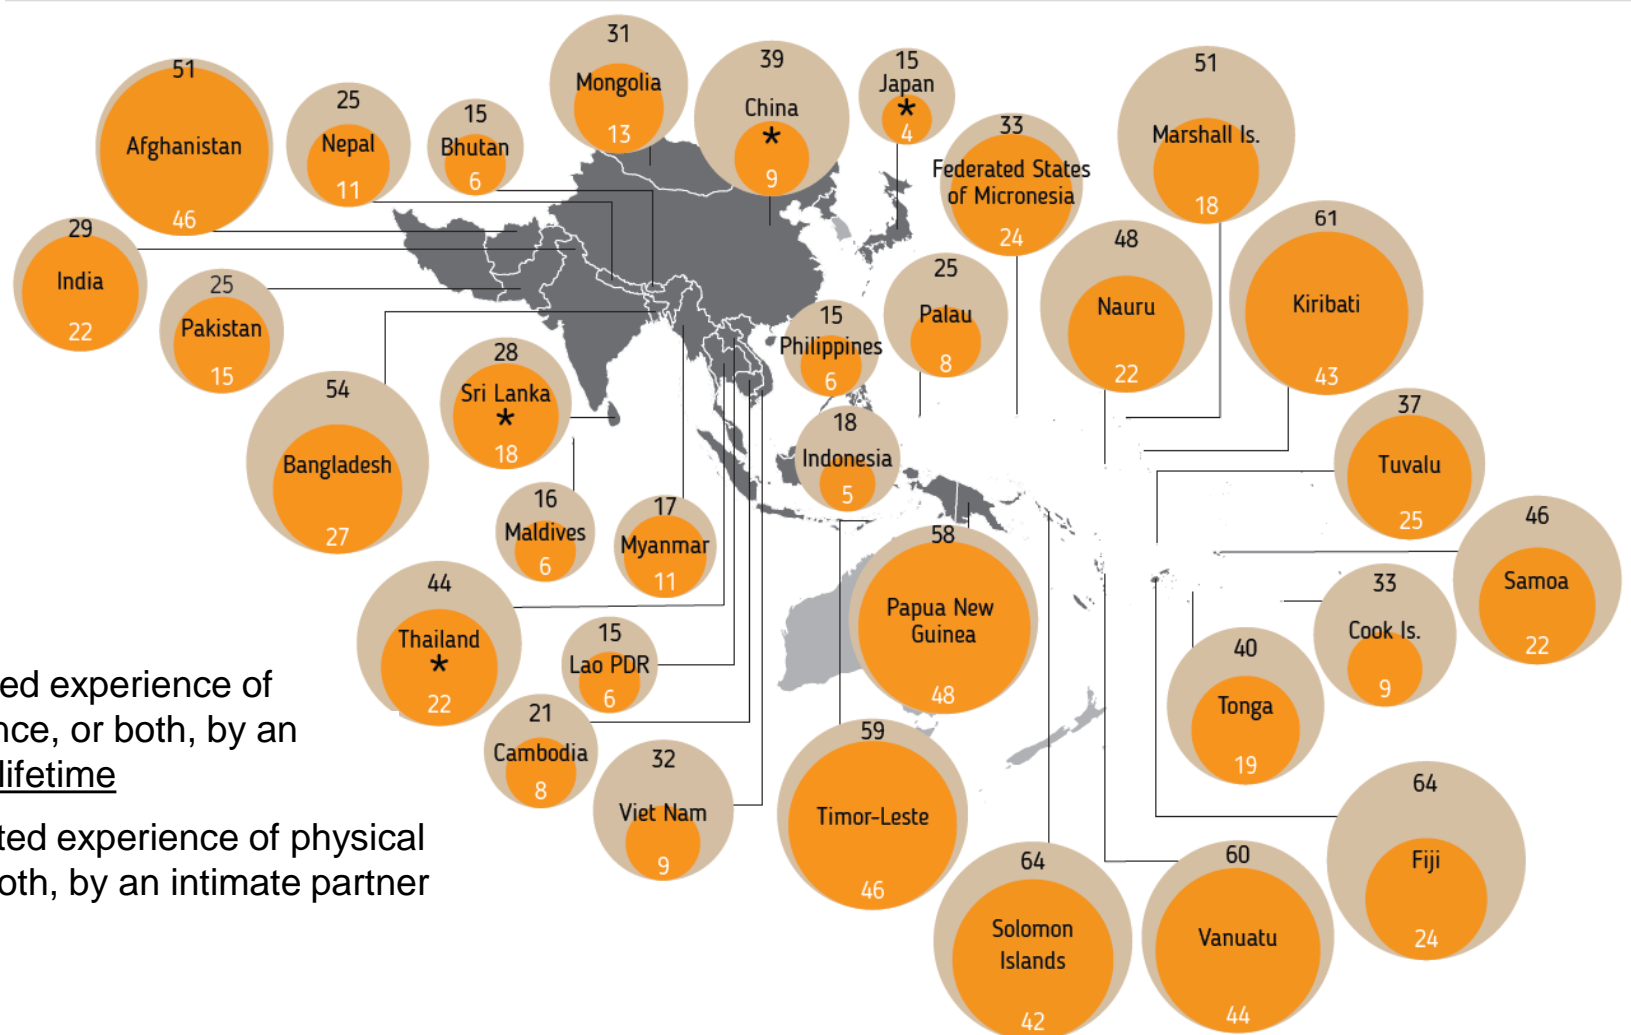 31
Mongolia
13
39
China
*
9
15
Japan
*
4
51
Marshall Is.
18
51
Afghanistan
46
25
Nepal
11
15
Bhutan
6
33
Federated States
of Micronesia
24
48
Nauru
22
61
Kiribati
43
29
India
22
25
Pakistan
15
25
Palau
8
15
Philippines
6
54
Bangladesh
27
28
Sri Lanka
*
18
18
Indonesia
5
37
Tuvalu
25
16
Maldives
6
17
Myanmar
11
46
Samoa
22
58
Papua New
Guinea
48
44
Thailand
*
22
15
Lao PDR
6
33
Cook Is.
9
40
Tonga
19
21
Cambodia
8
32
Viet Nam
9
59
Timor-Leste
46
64
Solomon
Islands
42
60
Vanuatu
44
64
Fiji
24
ed experience of
nce, or both, by an
lifetime
ted experience of physical
oth, by an intimate partner